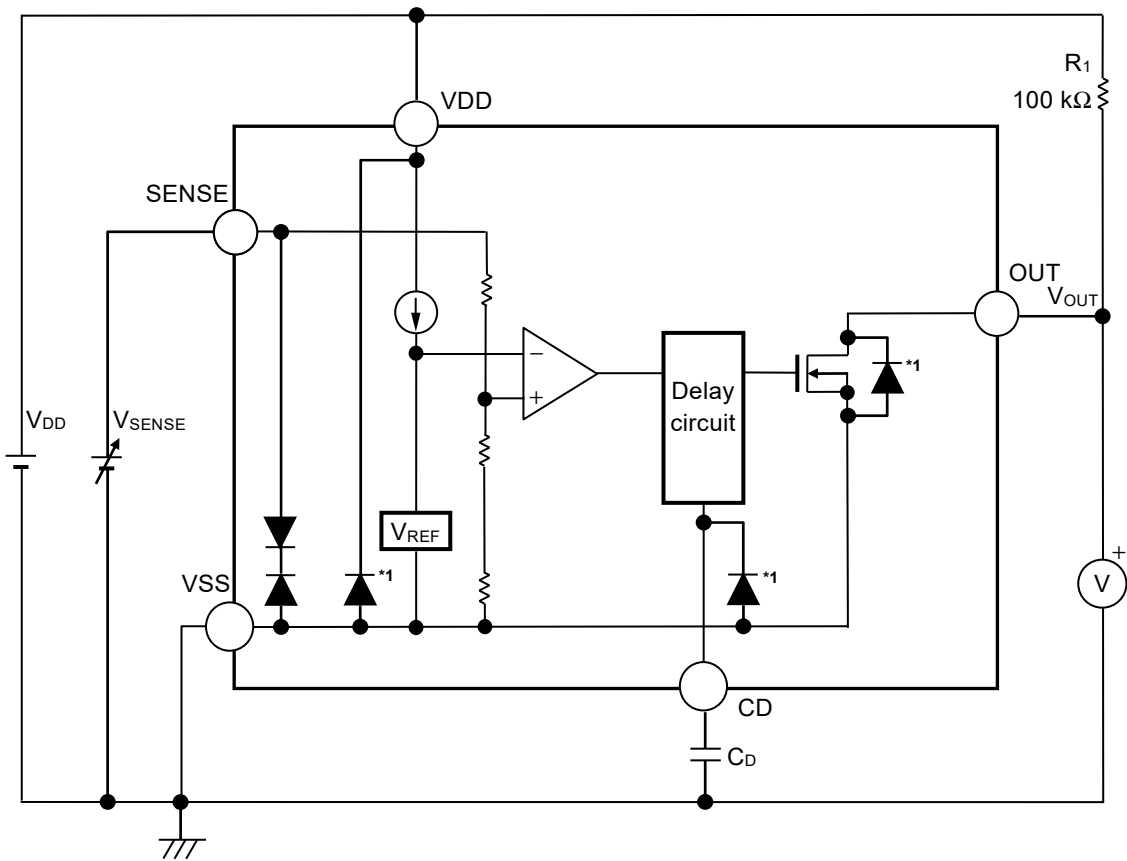 R1
100 kΩ
VDD
SENSE
OUT
VOUT
−
+
Delay
circuit
*1
VDD
VSENSE
VREF
VSS
*1
*1
+
V
CD
CD